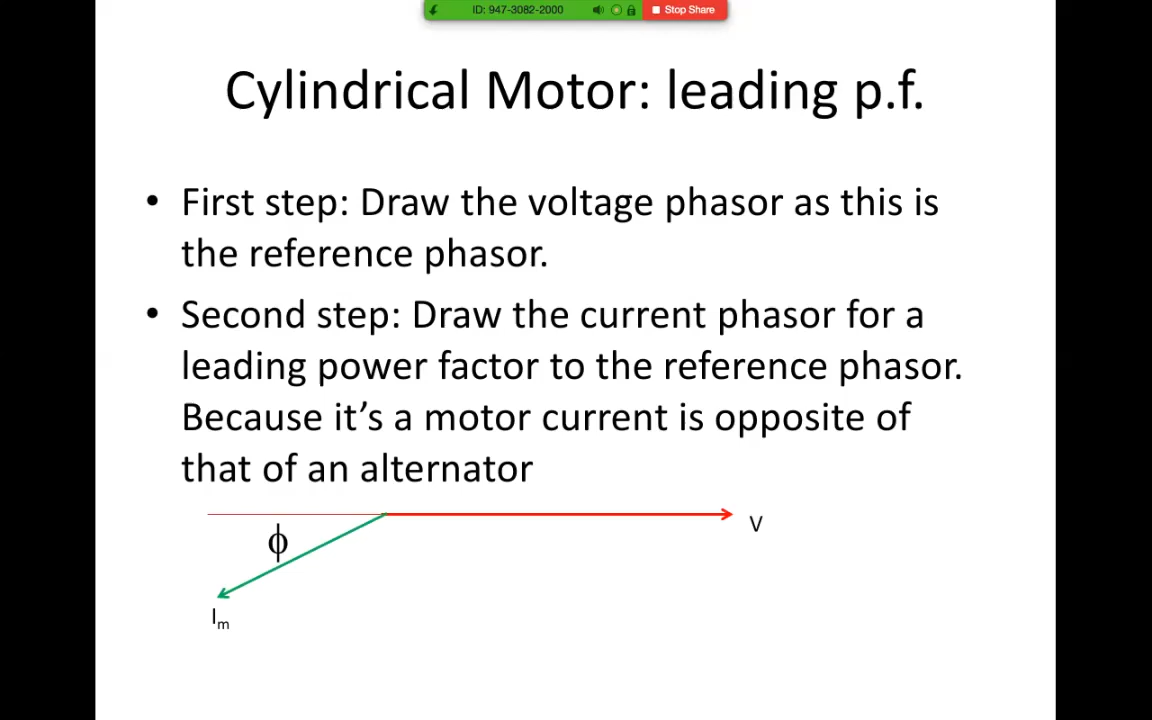 ID: 947-3082-2000 Stop Share
Cylindrical Motor: leading p.f.
• First step: Draw the voltage phasor as this is
the reference phasor.
• Second step: Draw the current phasor for a
leading power factor to the reference phasor.
Because it’s a motor current is opposite of
that of an alternator
V
ϕ
Im